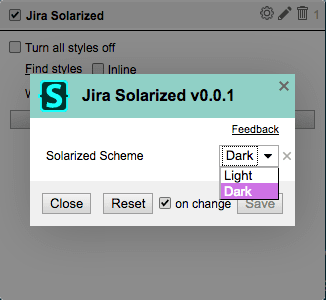 Jira Solarized 1
Turn all styles off
Find styles Inline
W
S
Jira Solarized v0.0.1
Feedback
Solarized Scheme Dark
Light
Dark
Close Reset on change Save